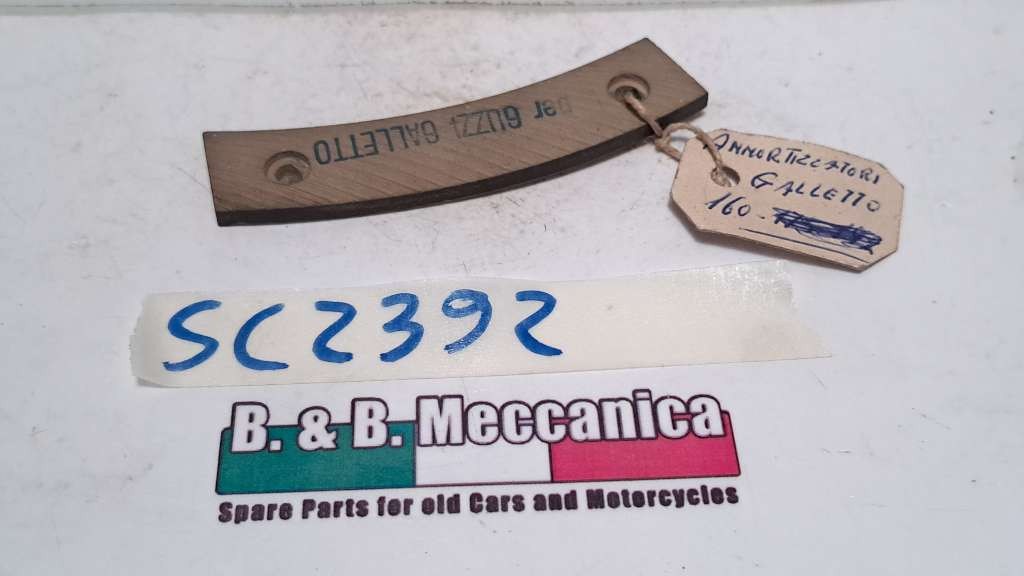 per GUZZI GALLETTO
AMMORTIZZATORI
GALLETTO
160-
SC2392
B. & B. Meccanica
Spare Parts for old Cars and Motorcycles